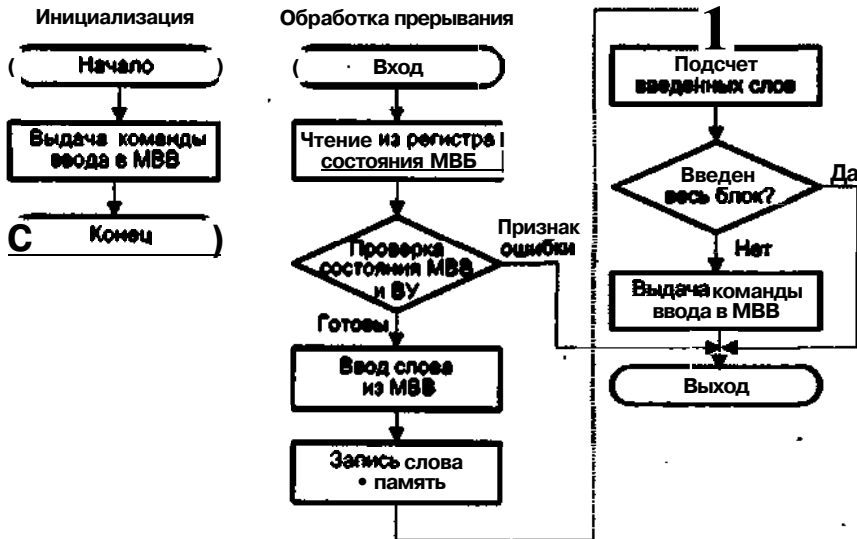 Инициализация
( Начало )
Выдача команды
ввода в МВВ
С Конец )
Обработка прерывания
( Вход
Чтение из регистра
состояния МВБ
Проверка
состояния МВВ
и ВУ
Признак
ошибки
Готовы
Ввод слова
из МВВ
Запись слова
• память
1
Подсчет
введенных слов
Введен
весь блок?
Да
Нет
Выдача команды
ввода в МВВ
Выход